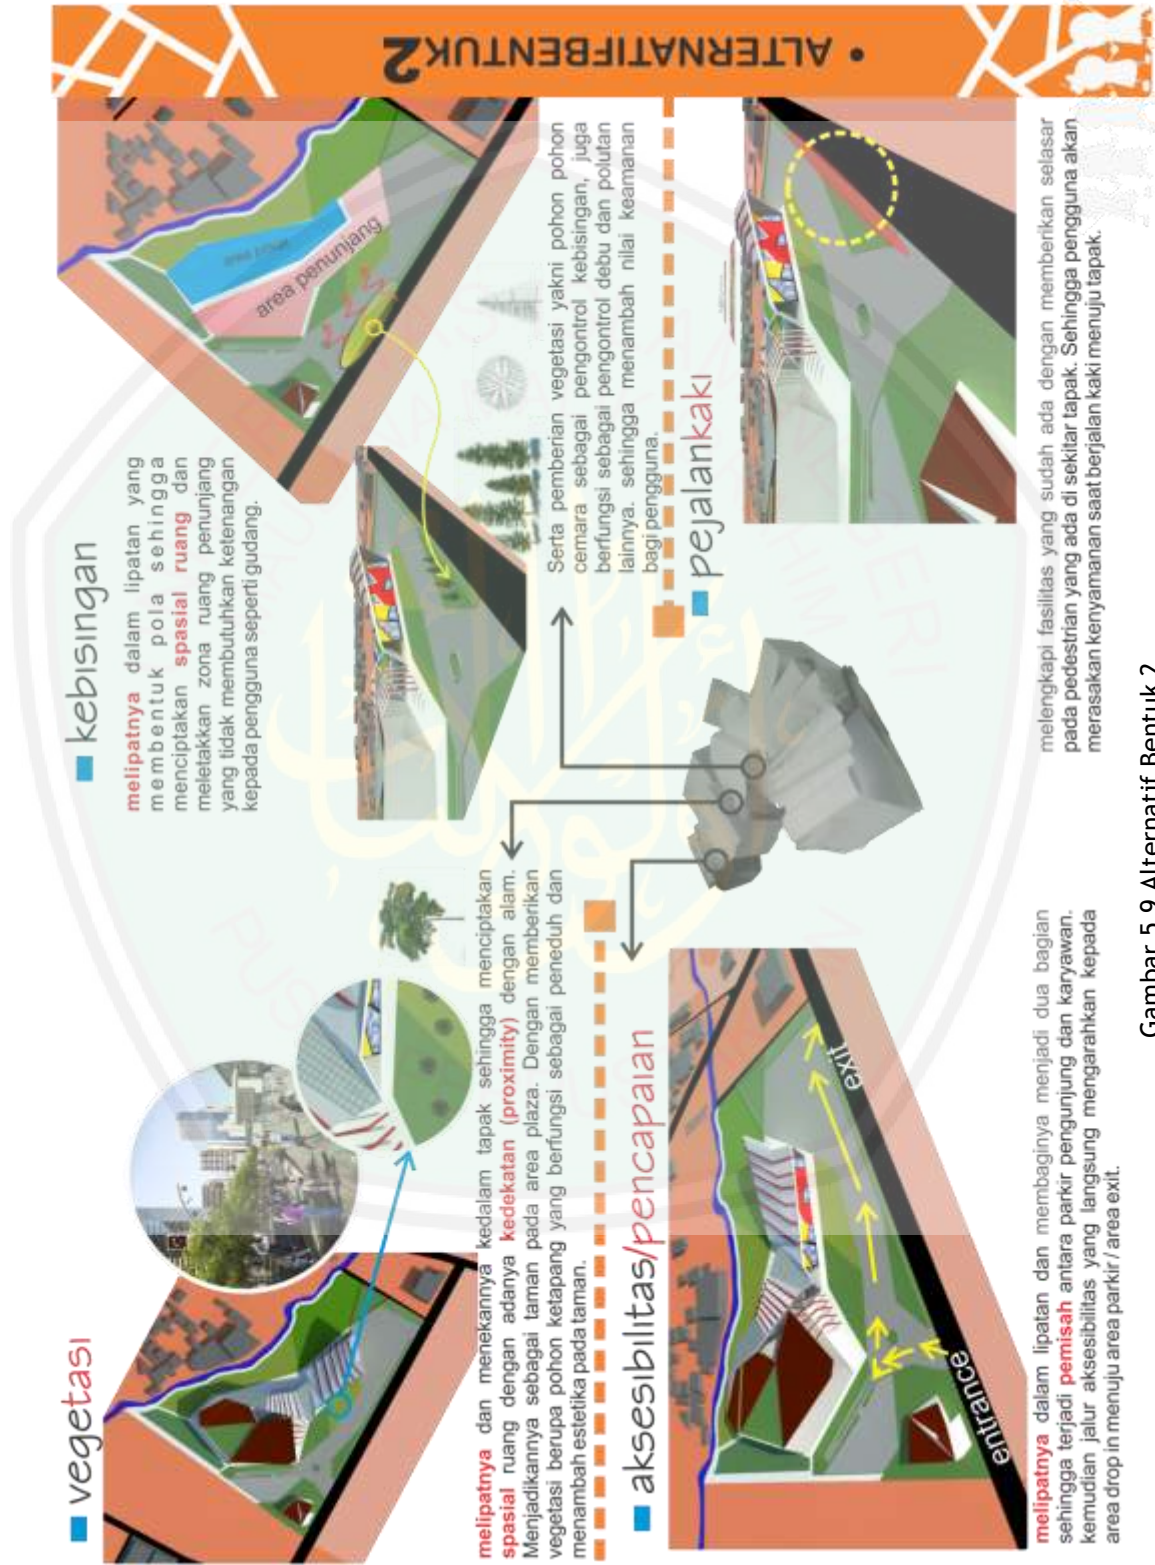 • ALTERNATIFBENTUK2
vegetasi
melipatnya dan menekannya kedalam tapak sehingga menciptakan
spasial ruang dengan adanya kedekatan (proximity) dengan alam.
Menjadikannya sebagai taman pada area plaza. Dengan memberikan
vegetasi berupa pohon ketapang yang berfungsi sebagai peneduh dan
menambah estetika pada taman.
kebisingan
melipatnya dalam lipatan yang
membentuk pola sehingga
menciptakan spasial ruang dan
meletakkan zona ruang penunjang
yang tidak membutuhkan ketenangan
kepada pengguna seperti gudang.
area penunjang
Serta pemberian vegetasi yakni pohon pohon
cemara sebagai pengontrol kebisingan, juga
berfungsi sebagai pengontrol debu dan polutan
lainnya. sehingga menambah nilai keamanan
bagi pengguna.
aksesibilitas/pencapaian
exit
entrance
melipatnya dalam lipatan dan membaginya menjadi dua bagian
sehingga terjadi pemisah antara parkir pengunjung dan karyawan.
kemudian jalur aksesibilitas yang langsung mengarahkan kepada
area drop in menuju area parkir / area exit.
pejalankaki
melengkapi fasilitas yang sudah ada dengan memberikan selasar
pada pedestrian yang ada di sekitar tapak. Sehingga pengguna akan
merasakan kenyamanan saat berjalan kaki menuju tapak.
Gambar 5.9 Alternatif Bentuk 2